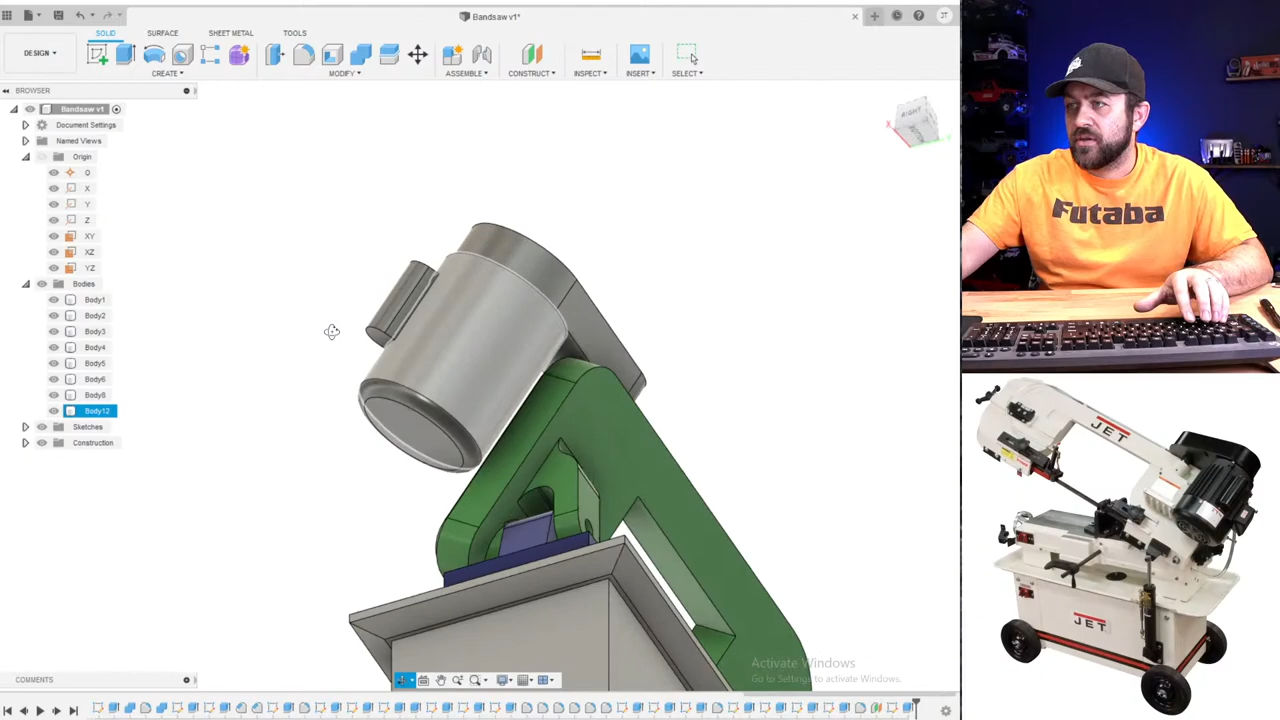 Bandsaw v1*
JT
DESIGN
SOLID
SURFACE
SHEET METAL
TOOLS
CREATE
MODIFY
ASSEMBLE
CONSTRUCT
INSPECT
INSERT
SELECT
BROWSER
Bandsaw v1
Document Settings
Named Views
Origin
O
X
Y
Z
XY
XZ
YZ
Bodies
Body1
Body2
Body3
Body4
Body5
Body6
Body8
Body12
Sketches
Construction
RIGHT
X
Activate Windows
Go to Settings to activate Windows.
COMMENTS
Futaba
JET
JET